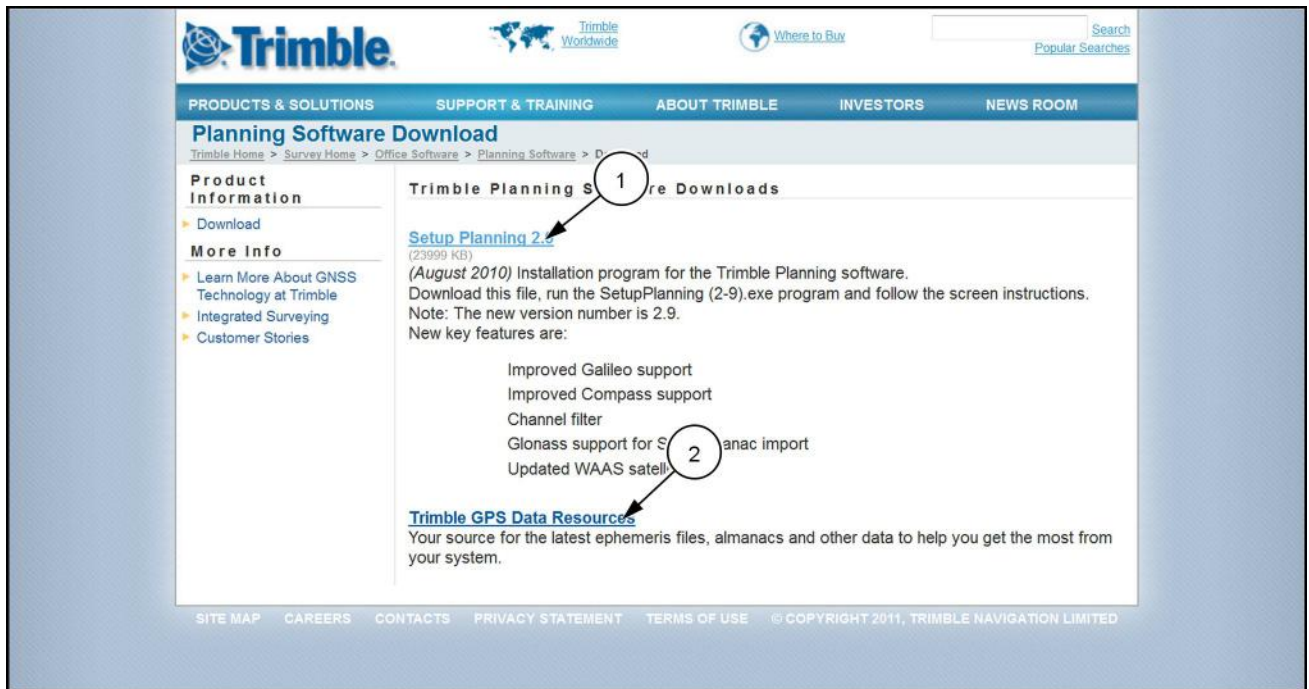 Trimble.
Trimble
Worldwide
Where to Buy
Search
Popular Searches
PRODUCTS & SOLUTIONS SUPPORT & TRAINING ABOUT TRIMBLE INVESTORS NEWS ROOM
Planning Software Download
Trimble Home > Survey Home > Office Software > Planning Software >
Product
Information
Download
More Info
Learn More About GNSS
Technology at Trimble
Integrated Surveying
Customer Stories
Trimble Planning Downloads
1
Setup Planning 2.9
(23999 KB)
(August 2010) Installation program for the Trimble Planning software.
Download this file, run the SetupPlanning (2-9).exe program and follow the screen instructions.
Note: The new version number is 2.9.
New key features are:
Improved Galileo support
Improved Compass support
Channel filter
Glonass support for import
Updated WAAS
2
Trimble GPS Data Resources
Your source for the latest ephemeris files, almanacs and other data to help you get the most from
your system.
SITE MAP CAREERS CONTACTS PRIVACY STATEMENT TERMS OF USE © COPYRIGHT 2011, TRIMBLE NAVIGATION LIMITED